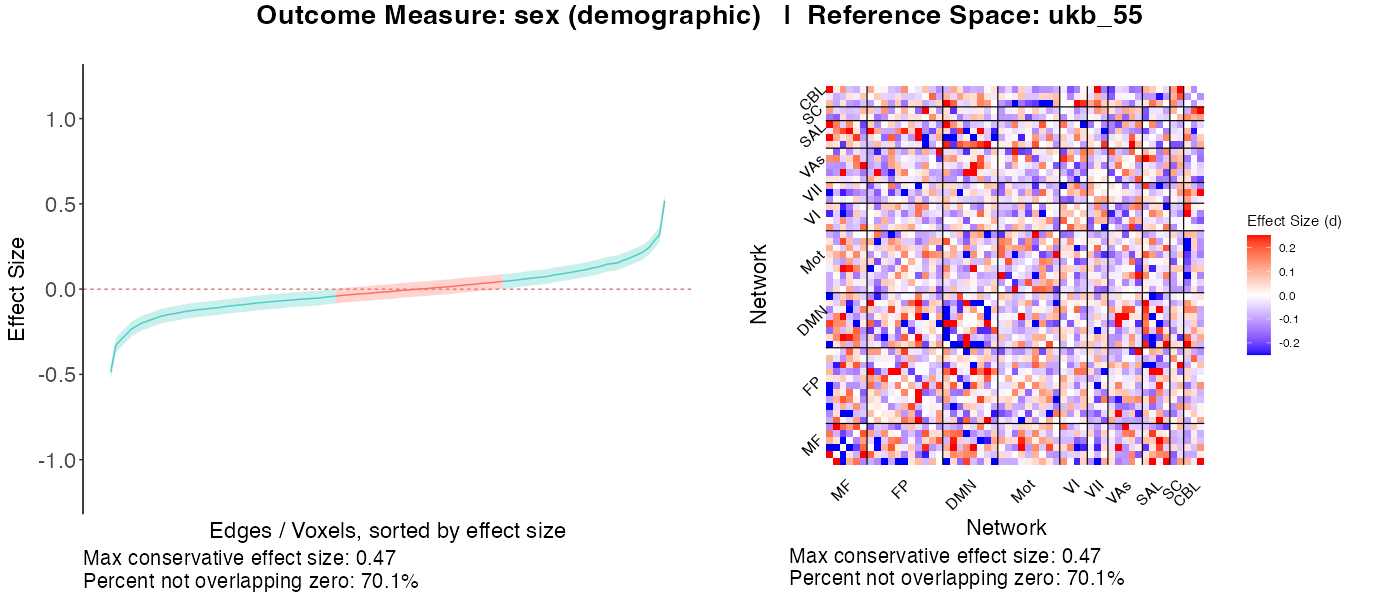 Outcome Measure: sex (demographic) | Reference Space: ukb_55
Effect Size
1.0
0.5
0.0
-0.5
-1.0
Edges / Voxels, sorted by effect size
Max conservative effect size: 0.47
Percent not overlapping zero: 70.1%
Network
CBL
SC
SAL
VAs
VII
VI
Mot
DMN
FP
MF
MF
FP
DMN
Mot
VI
VII
VAs
SAL
SC
CBL
Network
Max conservative effect size: 0.47
Percent not overlapping zero: 70.1%
Effect Size (d)
0.2
0.1
0.0
-0.1
-0.2